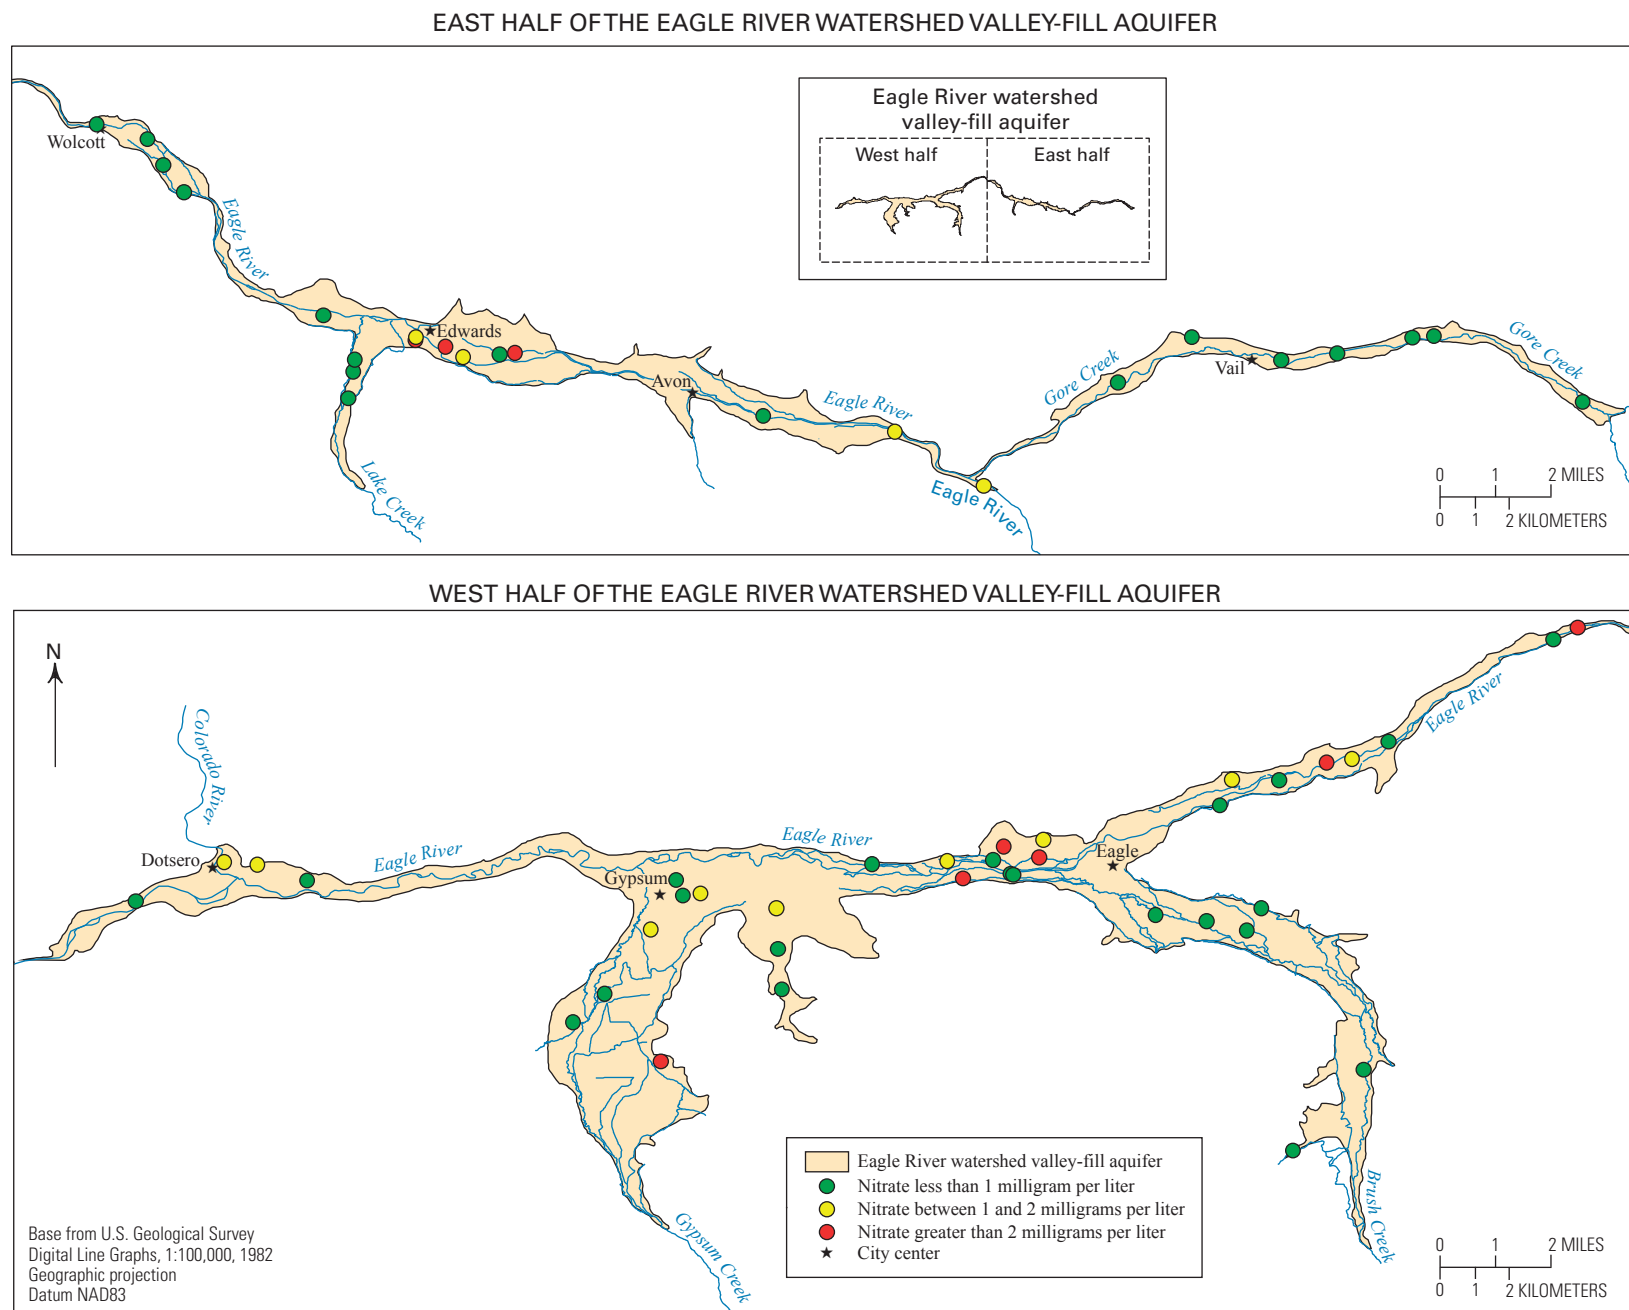 EAST HALF OF THE EAGLE RIVER WATERSHED VALLEY-FILL AQUIFER
Eagle River watershed
valley-fill aquifer
West half
East half
Wolcott
Eagle River
Edwards
Avon
Eagle River
Lake Creek
Eagle River
Gore Creek
Vail
Gore Creek
0 1 2 MILES
0 1 2 KILOMETERS
WEST HALF OF THE EAGLE RIVER WATERSHED VALLEY-FILL AQUIFER
N
Colorado River
Dotsero
Eagle River
Gypsum
Eagle River
Eagle
Eagle River
Gypsum Creek
Brush Creek
Eagle River watershed valley-fill aquifer
Nitrate less than 1 milligram per liter
Nitrate between 1 and 2 milligrams per liter
Nitrate greater than 2 milligrams per liter
City center
Base from U.S. Geological Survey
Digital Line Graphs, 1:100,000, 1982
Geographic projection
Datum NAD83
0 1 2 MILES
0 1 2 KILOMETERS